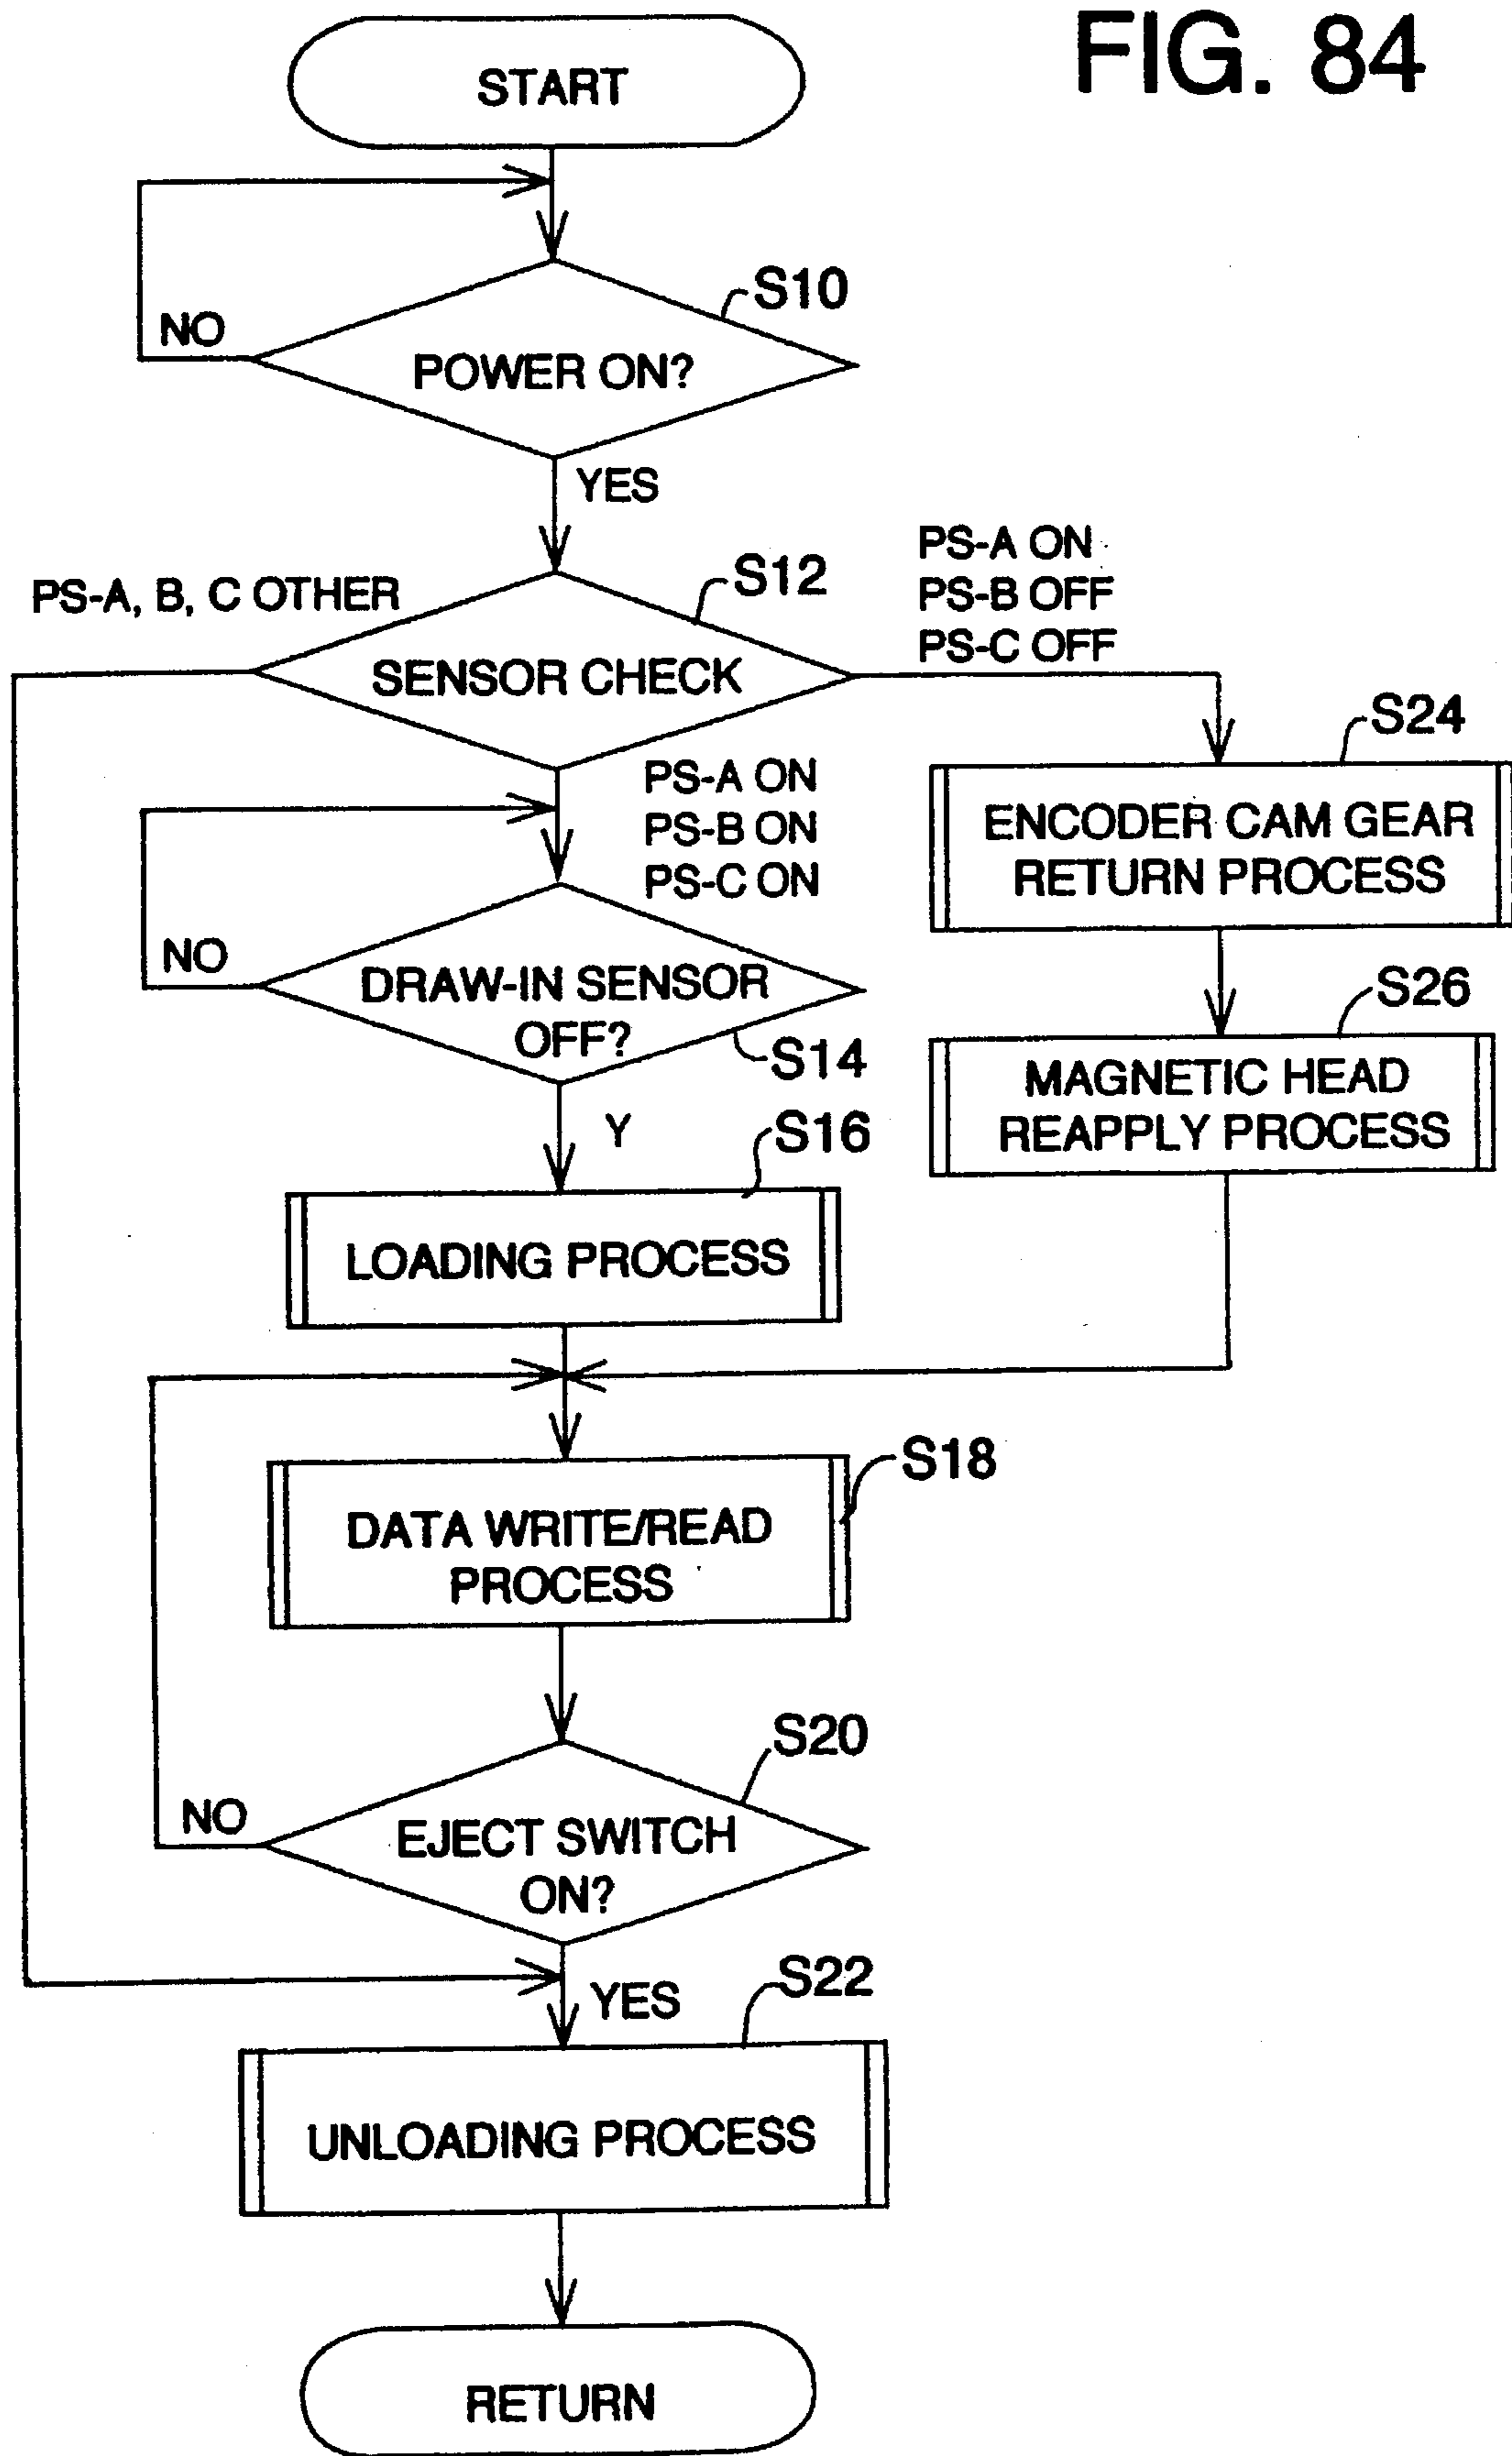 FIG. 84
START
S10
NO
POWER ON?
YES
PS-A ON
PS-B OFF
PS-C OFF
S12
PS-A, B, C OTHER
SENSOR CHECK
S24
PS-A ON
PS-B ON
PS-C ON
ENCODER CAM GEAR
RETURN PROCESS
NO
DRAW-IN SENSOR
OFF?
S14
S26
MAGNETIC HEAD
REAPPLY PROCESS
Y
S16
LOADING PROCESS
S18
DATA WRITE/READ
PROCESS
S20
NO
EJECT SWITCH
ON?
YES
S22
UNLOADING PROCESS
RETURN